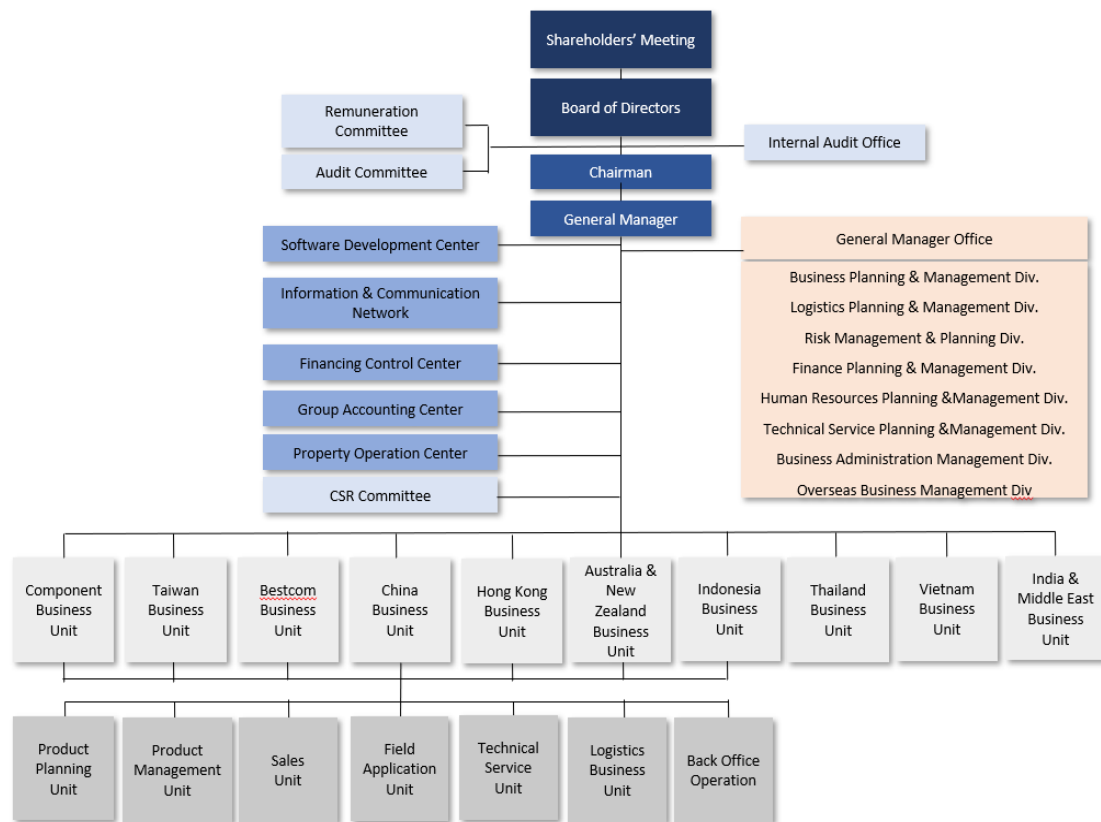 Shareholders' Meeting
Board of Directors
Remuneration
Committee
Audit Committee
Internal Audit Office
Chairman
General Manager
Software Development Center
Information & Communication
Network
Financing Control Center
Group Accounting Center
Property Operation Center
CSR Committee
General Manager Office
Business Planning & Management Div.
Logistics Planning & Management Div.
Risk Management & Planning Div.
Finance Planning & Management Div.
Human Resources Planning &Management Div.
Technical Service Planning &Management Div.
Business Administration Management Div.
Overseas Business Management Div
Component
Business
Unit
Taiwan
Business
Unit
Bestcom
Business
Unit
China
Business
Unit
Hong Kong
Business
Unit
Australia &
New
Zealand
Business
Unit
Indonesia
Business
Unit
Thailand
Business
Unit
Vietnam
Business
Unit
India &
Middle East
Business
Unit
Product
Planning
Unit
Product
Management
Unit
Sales
Unit
Field
Application
Unit
Technical
Service
Unit
Logistics
Business
Unit
Back Office
Operation